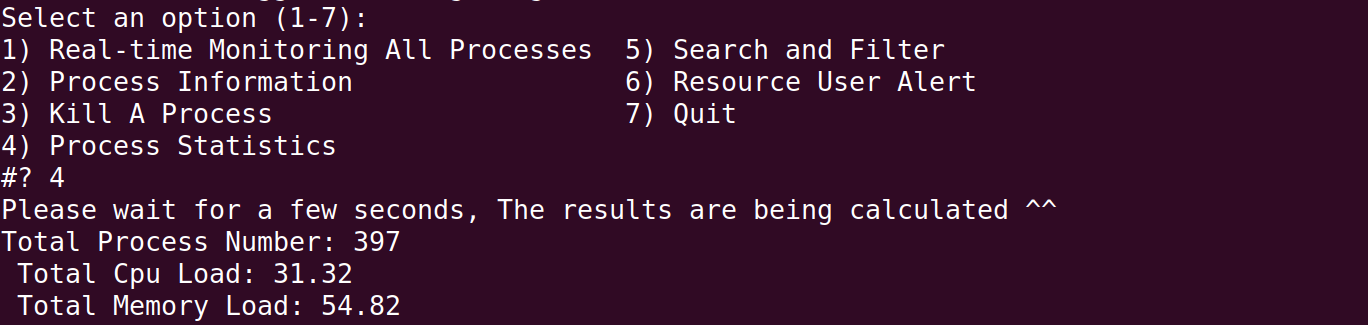 Select an option (1-7):
1) Real-time Monitoring All Processes  5) Search and Filter
2) Process Information                 6) Resource User Alert
3) Kill A Process                      7) Quit
4) Process Statistics
#? 4
Please wait for a few seconds, The results are being calculated ^^
Total Process Number: 397
 Total Cpu Load: 31.32
 Total Memory Load: 54.82